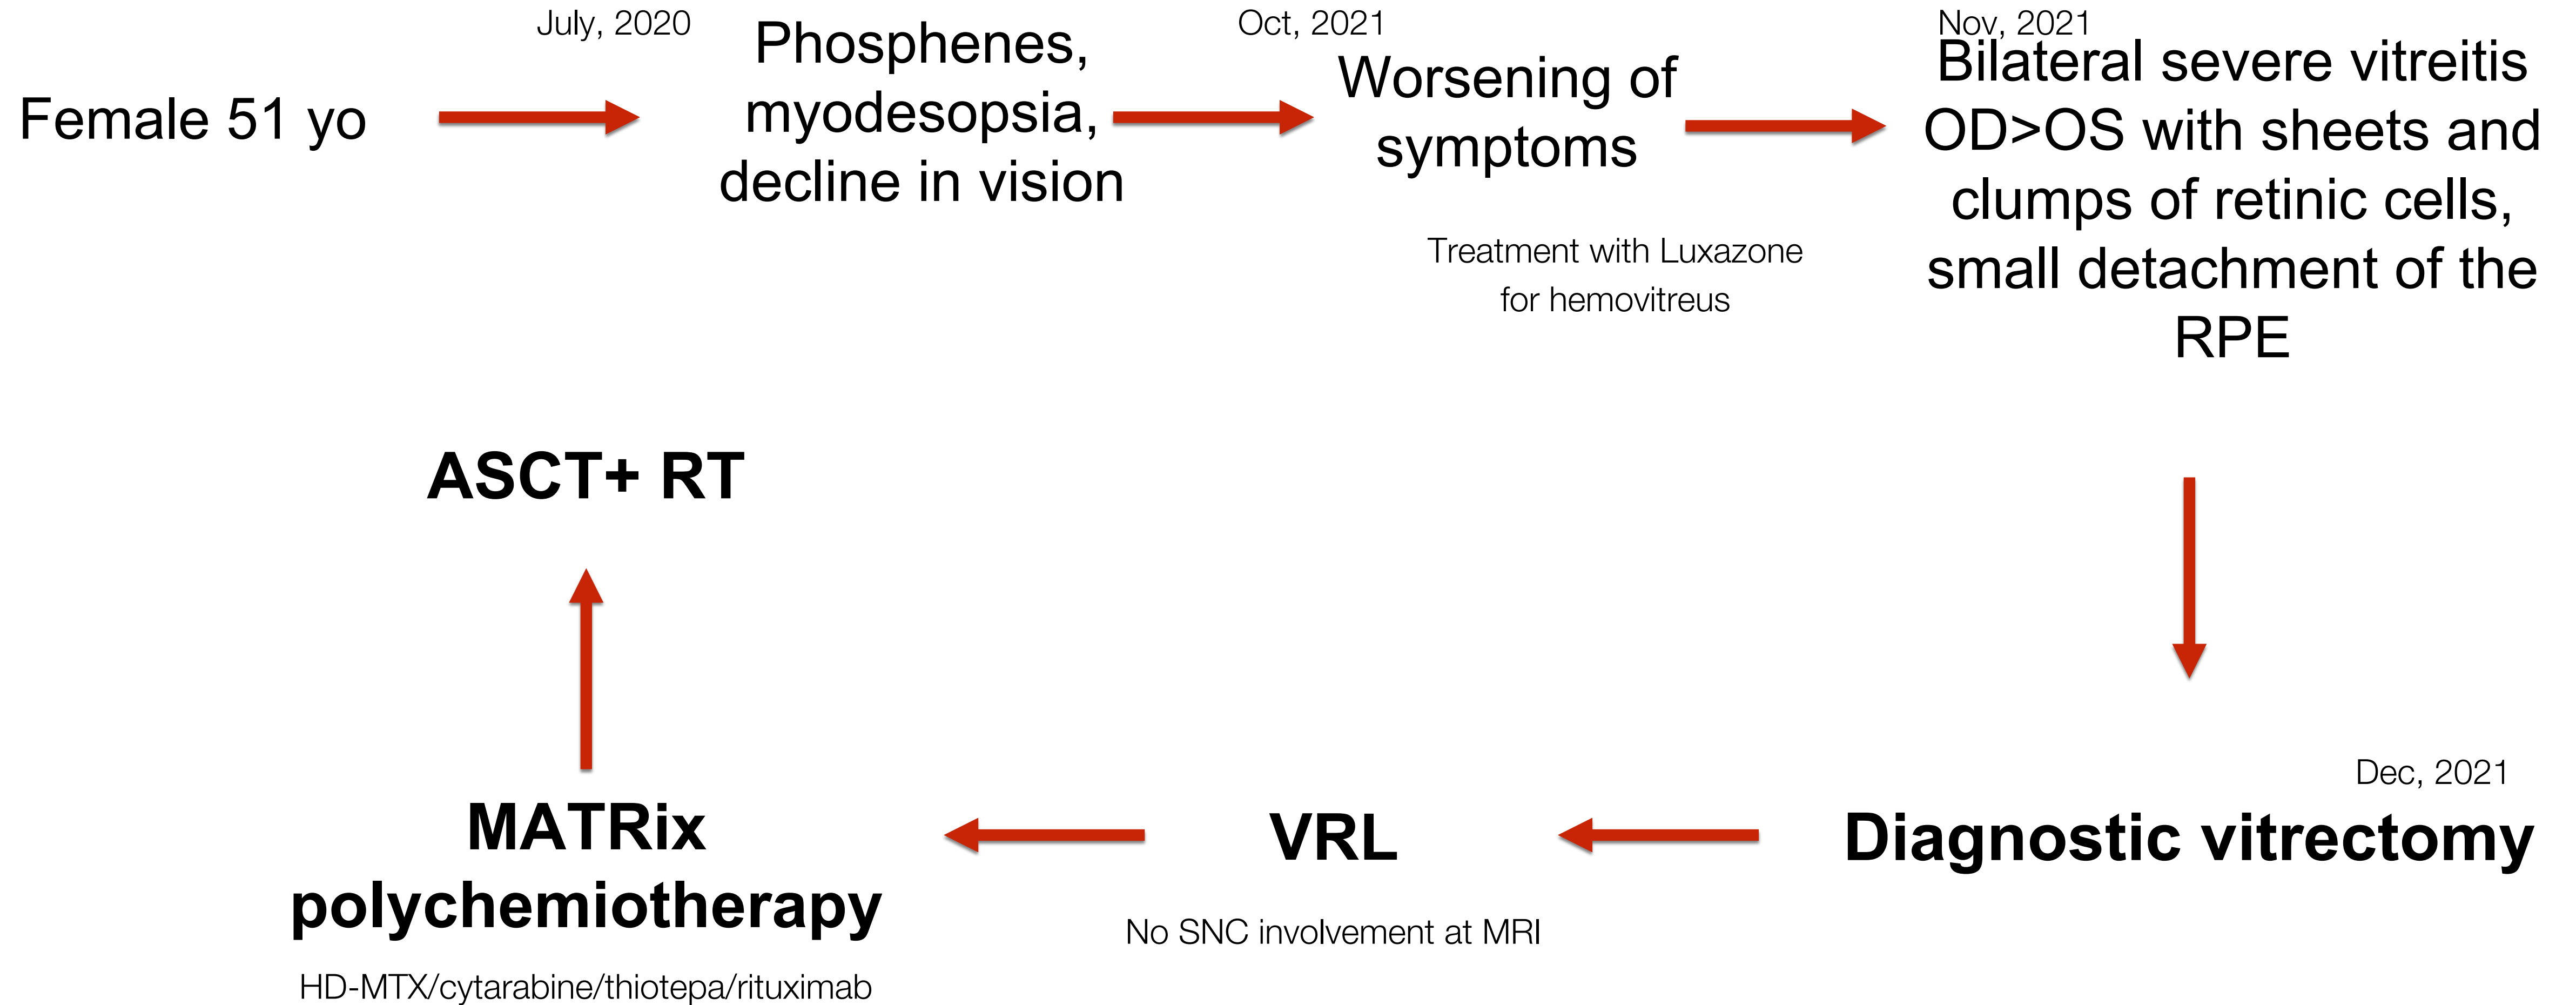 Female 51 yo
July, 2020
Phosphenes,
myodesopsia,
decline in vision
Oct, 2021
Worsening of
symptoms
Treatment with Luxazone
for hemovitreus
Nov, 2021
Bilateral severe vitreitis
OD>OS with sheets and
clumps of retinic cells,
small detachment of the
RPE
Dec, 2021
Diagnostic vitrectomy
VRL
No SNC involvement at MRI
MATRix
polychemiotherapy
HD-MTX/cytarabine/thiotepa/rituximab
ASCT+ RT